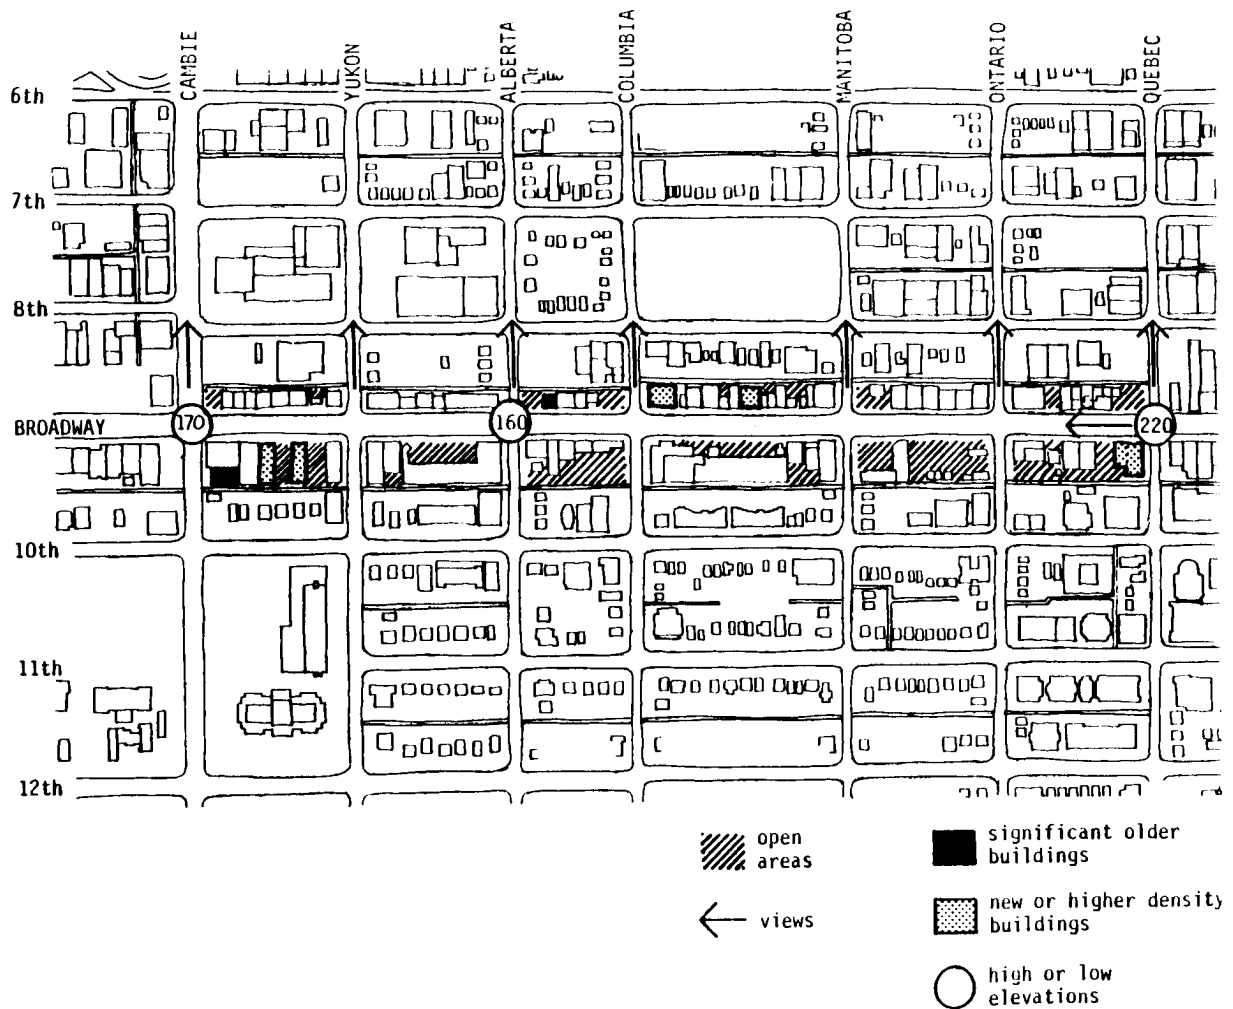 CAMBIE
YUKON
ALBERTA
COLUMBIA
MANITOBA
ONTARIO
QUEBEC
6th
7th
8th
170
160
220
BROADWAY
10th
11th
12th
open
areas
views
significant older
buildings
new or higher density
buildings
high or low
elevations